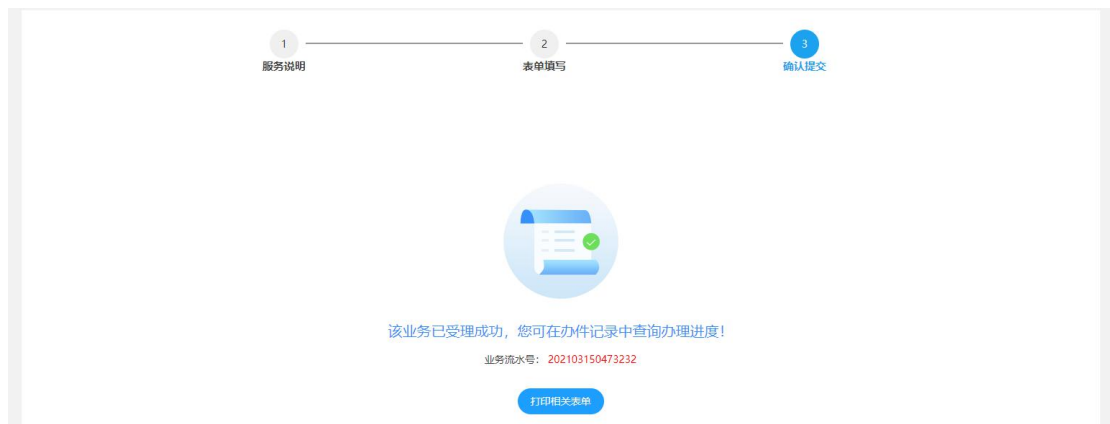 1
2
3
服务说明
表单填写
确认提交
该业务已受理成功，您可在办件记录中查询办理进度！
业务流水号： 202103150473232
打印相关表单